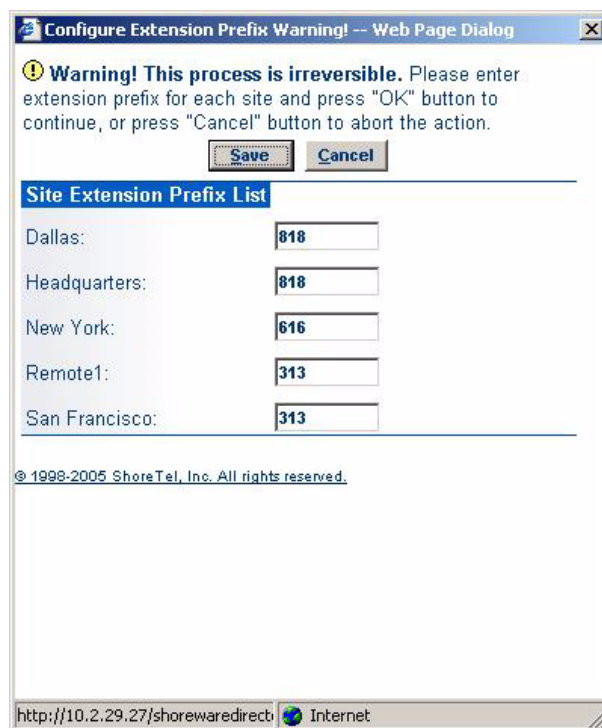 Configure Extension Prefix Warning! -- Web Page Dialog
Warning! This process is irreversible. Please enter
extension prefix for each site and press "OK" button to
continue, or press "Cancel" button to abort the action.
Save Cancel
Site Extension Prefix List
Dallas: 818
Headquarters: 818
New York: 616
Remote1: 313
San Francisco: 313
© 1998-2005 ShoreTel, Inc. All rights reserved.
http://10.2.29.27/shorewaredirect Internet